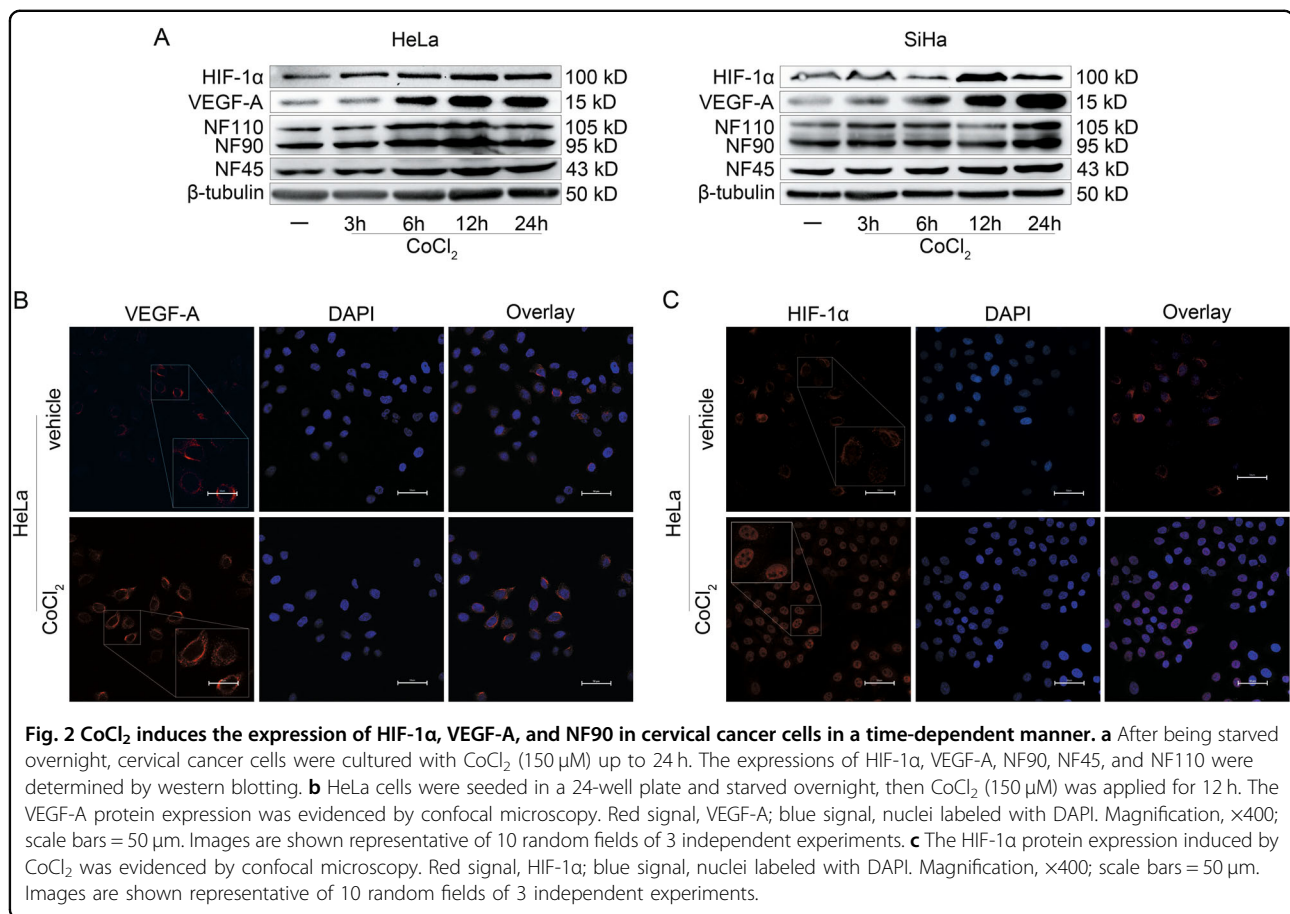 A
HeLa
SiHa
HIF-1α 100 kD
VEGF-A 15 kD
NF110 105 kD
NF90 95 kD
NF45 43 kD
β-tubulin 50 kD
— 3h 6h 12h 24h
CoCl₂
HIF-1α 100 kD
VEGF-A 15 kD
NF110 105 kD
NF90 95 kD
NF45 43 kD
β-tubulin 50 kD
— 3h 6h 12h 24h
CoCl₂
B
VEGF-A DAPI Overlay
HeLa
vehicle
CoCl₂
C
HIF-1α DAPI Overlay
HeLa
vehicle
CoCl₂
Fig. 2 CoCl₂ induces the expression of HIF-1α, VEGF-A, and NF90 in cervical cancer cells in a time-dependent manner. a After being starved
overnight, cervical cancer cells were cultured with CoCl₂ (150 μM) up to 24 h. The expressions of HIF-1α, VEGF-A, NF90, NF45, and NF110 were
determined by western blotting. b HeLa cells were seeded in a 24-well plate and starved overnight, then CoCl₂ (150 μM) was applied for 12 h. The
VEGF-A protein expression was evidenced by confocal microscopy. Red signal, VEGF-A; blue signal, nuclei labeled with DAPI. Magnification, ×400;
scale bars = 50 μm. Images are shown representative of 10 random fields of 3 independent experiments. c The HIF-1α protein expression induced by
CoCl₂ was evidenced by confocal microscopy. Red signal, HIF-1α; blue signal, nuclei labeled with DAPI. Magnification, ×400; scale bars = 50 μm.
Images are shown representative of 10 random fields of 3 independent experiments.